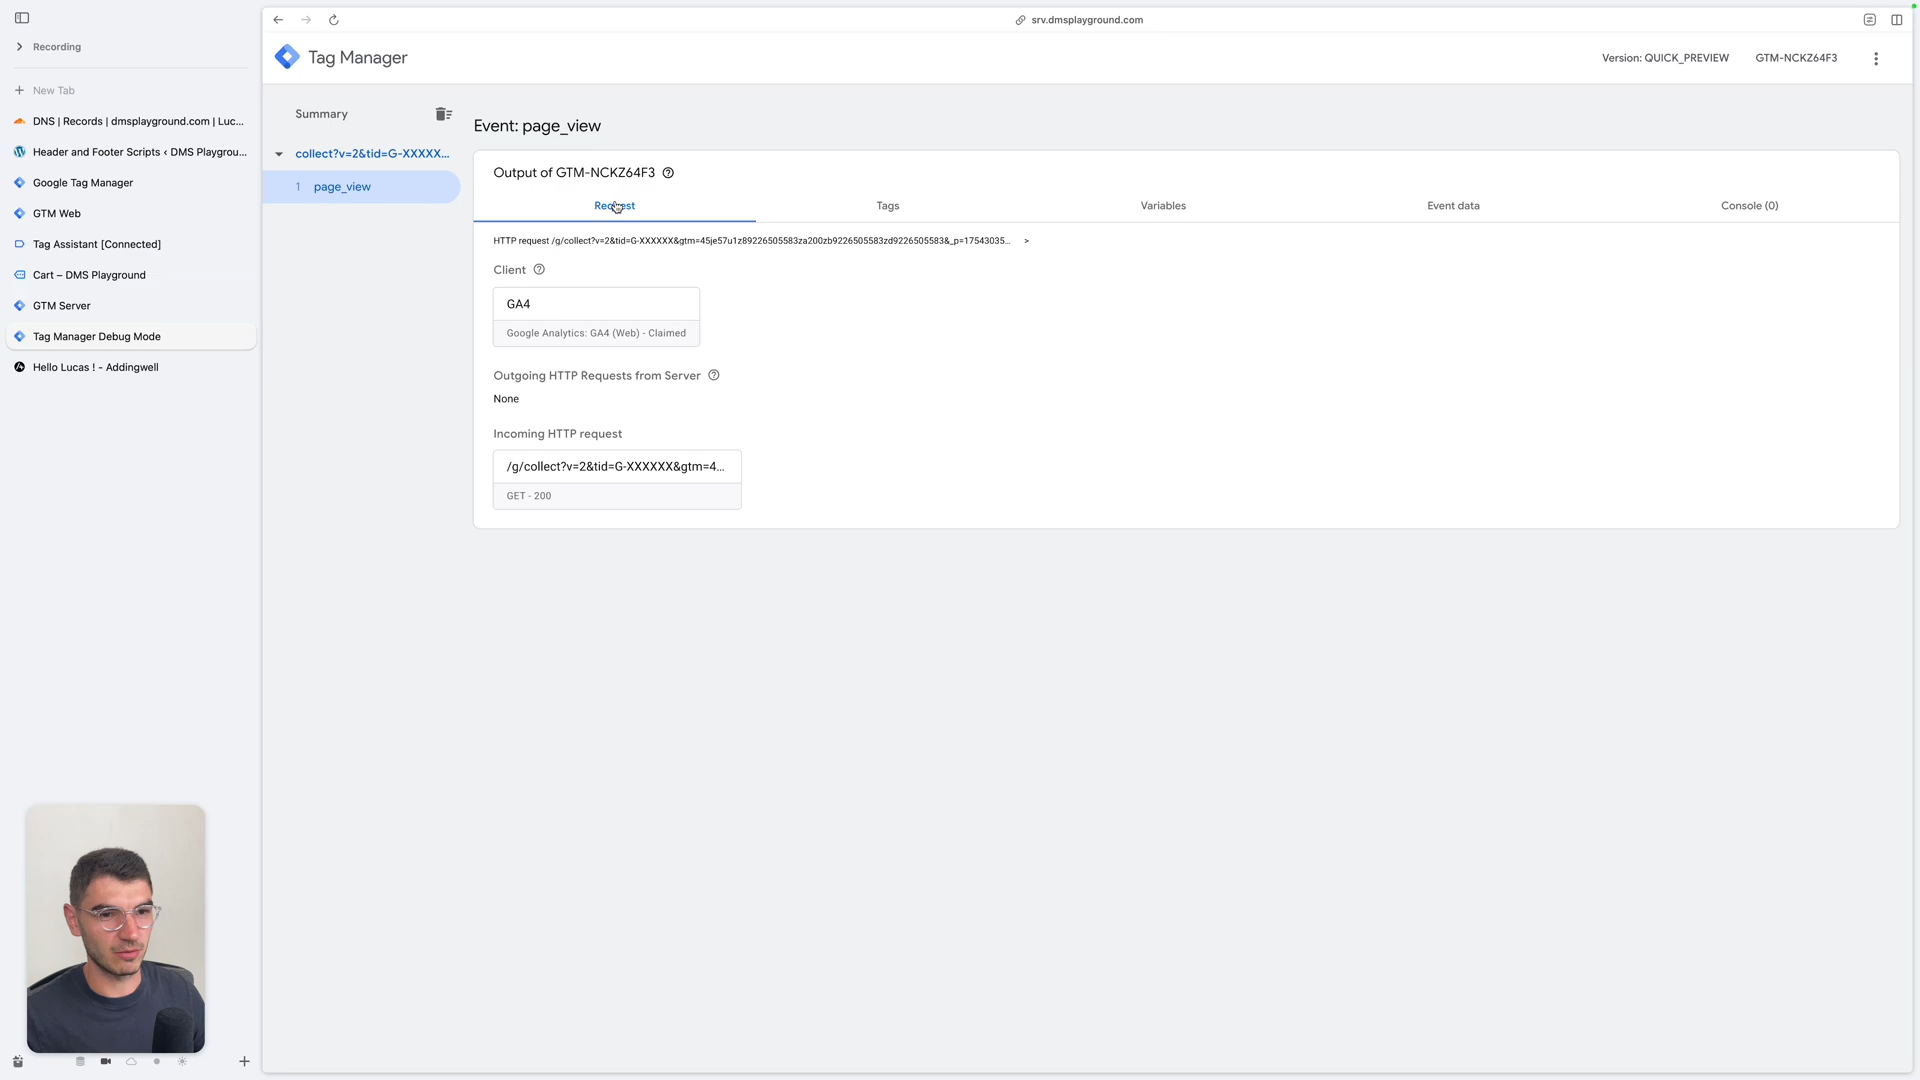 Recording
New Tab
DNS | Records | dmsplayground.com | Luc...
Header and Footer Scripts ‹ DMS Playgrou...
Google Tag Manager
GTM Web
Tag Assistant [Connected]
Cart – DMS Playground
GTM Server
Tag Manager Debug Mode
Hello Lucas ! - Addingwell
srv.dmsplayground.com
Tag Manager
Version: QUICK_PREVIEW
GTM-NCKZ64F3
Summary
collect?v=2&tid=G-XXXXX...
1 page_view
Event: page_view
Output of GTM-NCKZ64F3
Request
Tags
Variables
Event data
Console (0)
HTTP request /g/collect?v=2&tid=G-XXXXXX&gtm=45je57u1z89226505583za200zb9226505583zd9226505583&_p=17543035... >
Client
GA4
Google Analytics: GA4 (Web) - Claimed
Outgoing HTTP Requests from Server
None
Incoming HTTP request
/g/collect?v=2&tid=G-XXXXXX&gtm=4...
GET - 200